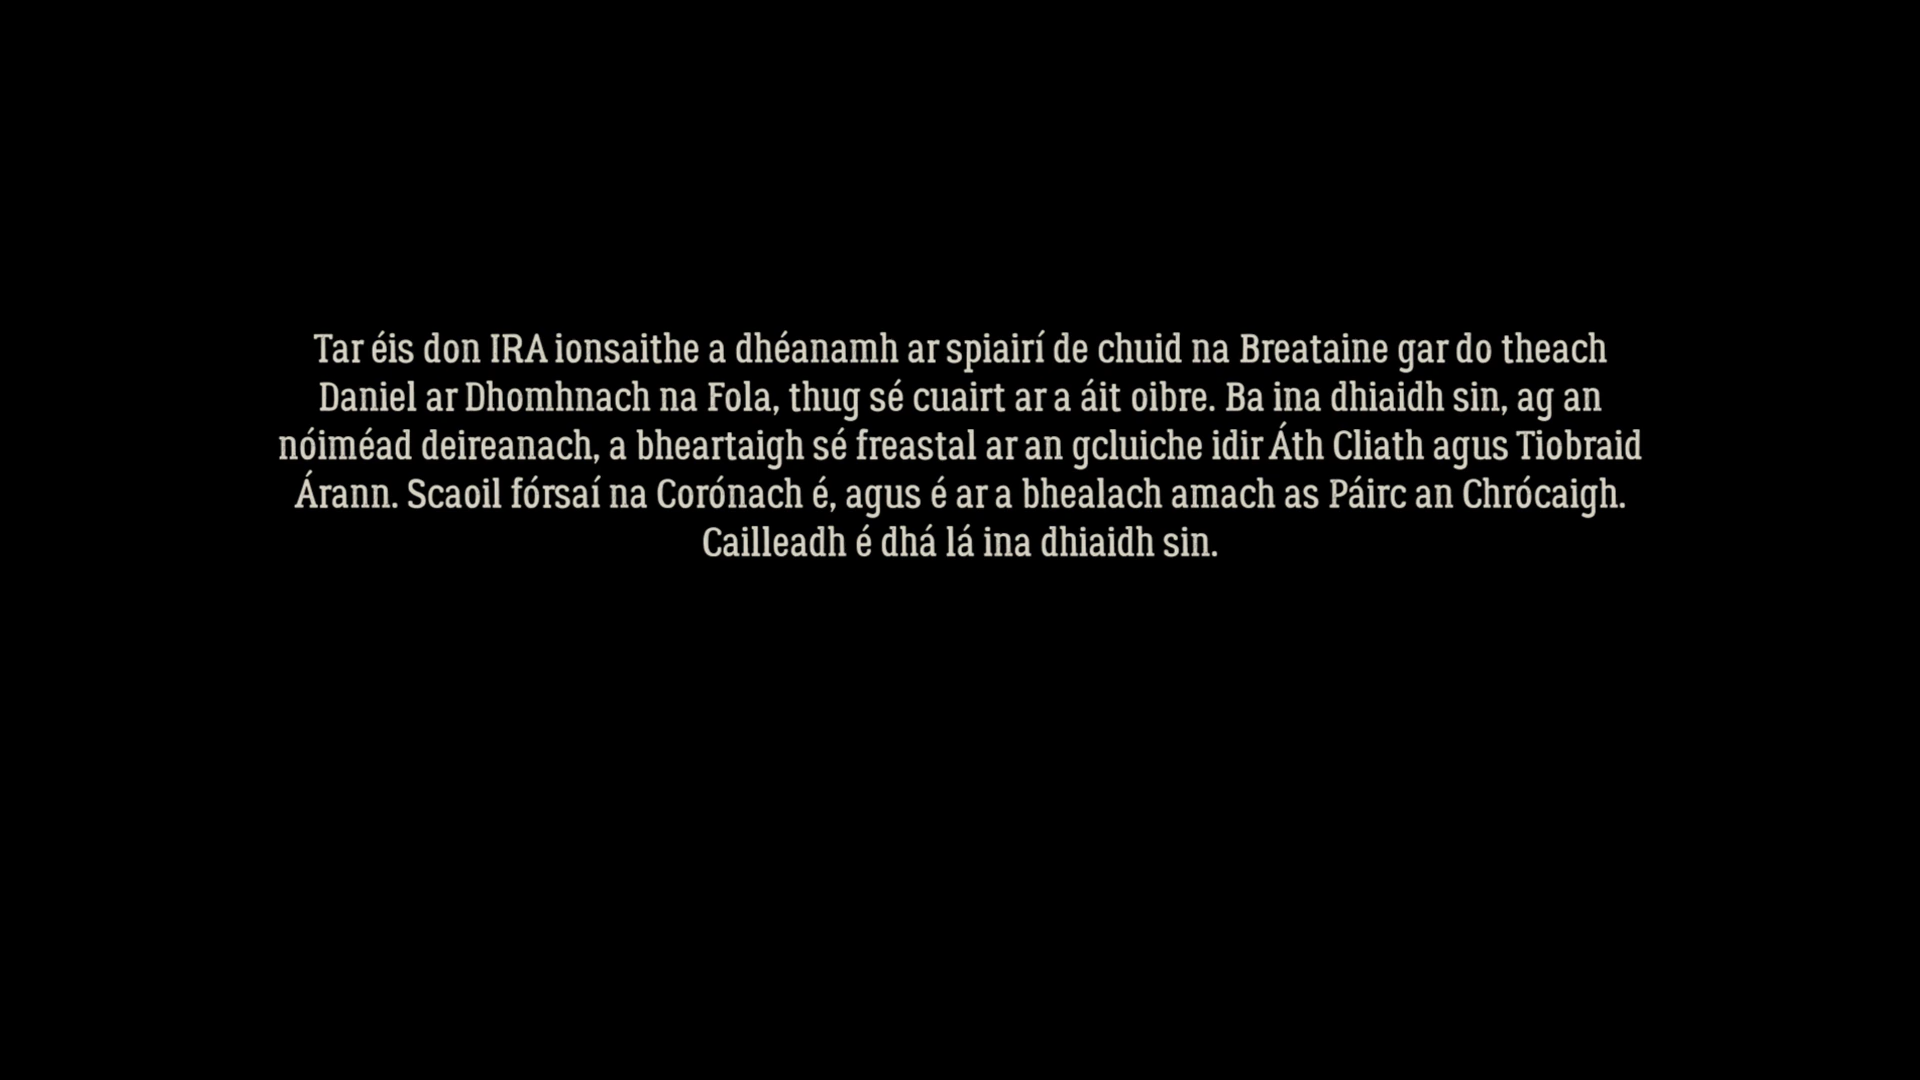 Tar éis don IRA ionsaithe a dhéanamh ar spiairí de chuid na Breataine gar do theach
Daniel ar Dhomhnach na Fola, thug sé cuairt ar a áit oibre. Ba ina dhiaidh sin, ag an
nóiméad deireanach, a bheartaigh sé freastal ar an gcluiche idir Áth Cliath agus Tiobraid
Árann. Scaoil fórsaí na Corónach é, agus é ar a bhealach amach as Páirc an Chrócaigh.
Cailleadh é dhá lá ina dhiaidh sin.